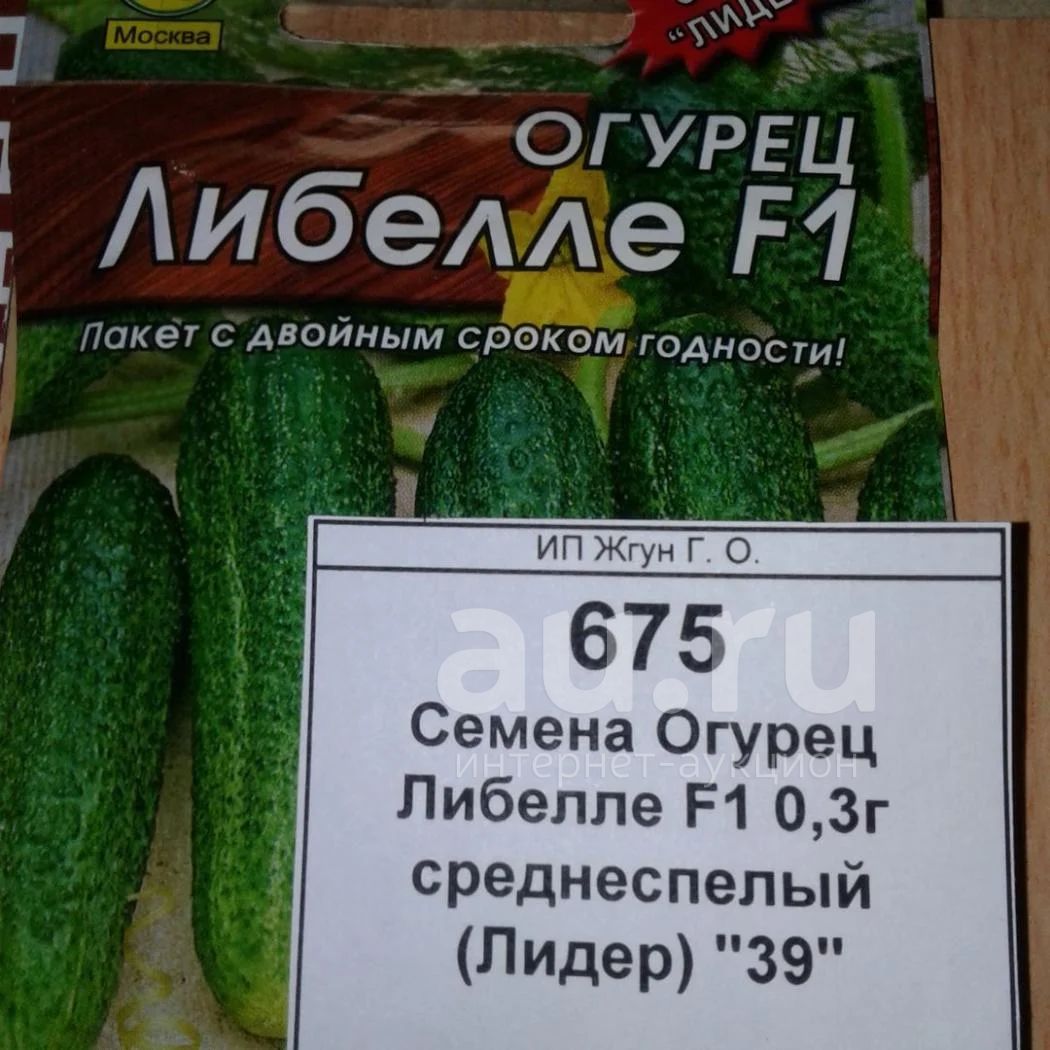 Москва
"ЛИДЕ
ОГУРЕЦ
Либелле F1
Пакет с двойным сроком годности!
ИП Жгун Г. О.
675
au.ru
Семена Огурец
интернет-аукцион
Либелле F1 0,3г
среднеспелый
(Лидер) "39"